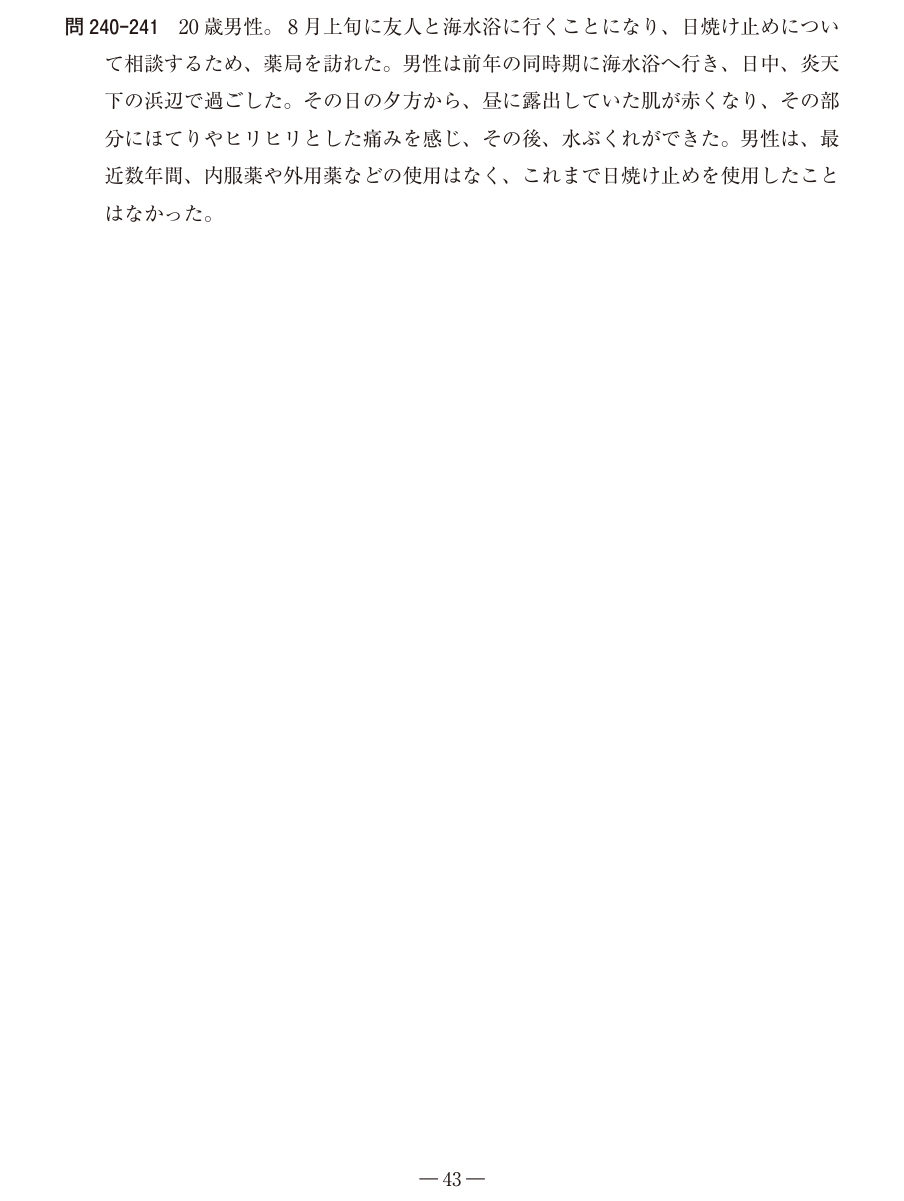 問 240-241　20 歳男性。8 月上旬に友人と海水浴に行くことになり、日焼け止めについ
て相談するため、薬局を訪れた。男性は前年の同時期に海水浴へ行き、日中、炎天
下の浜辺で過ごした。その日の夕方から、昼に露出していた肌が赤くなり、その部
分にほてりやヒリヒリとした痛みを感じ、その後、水ぶくれができた。男性は、最
近数年間、内服薬や外用薬などの使用はなく、これまで日焼け止めを使用したこと
はなかった。
— 43 —